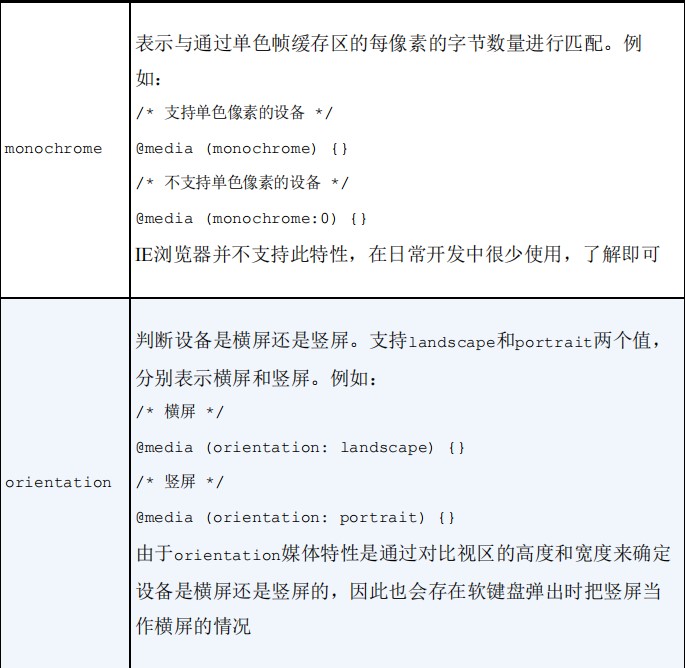 monochrome
表示与通过单色帧缓存区的每像素的字节数量进行匹配。例
如：
/* 支持单色像素的设备 */
@media (monochrome) {}
/* 不支持单色像素的设备 */
@media (monochrome:0) {}
IE浏览器并不支持此特性，在日常开发中很少使用，了解即可
orientation
判断设备是横屏还是竖屏。支持landscape和portrait两个值，
分别表示横屏和竖屏。例如：
/* 横屏 */
@media (orientation: landscape) {}
/* 竖屏 */
@media (orientation: portrait) {}
由于orientation媒体特性是通过对比视区的高度和宽度来确定
设备是横屏还是竖屏的，因此也会存在软键盘弹出时把竖屏当
作横屏的情况